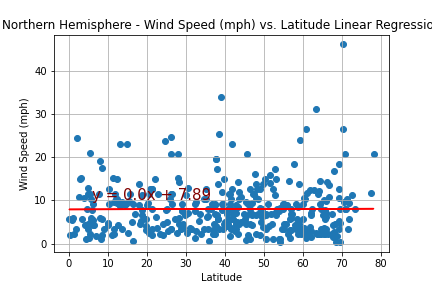 Northern Hemisphere - Wind Speed (mph) vs. Latitude Linear Regressio
Wind Speed (mph)
40
30
20
10
0
y = 0.0x + 7.89
0 10 20 30 40 50 60 70 80
Latitude